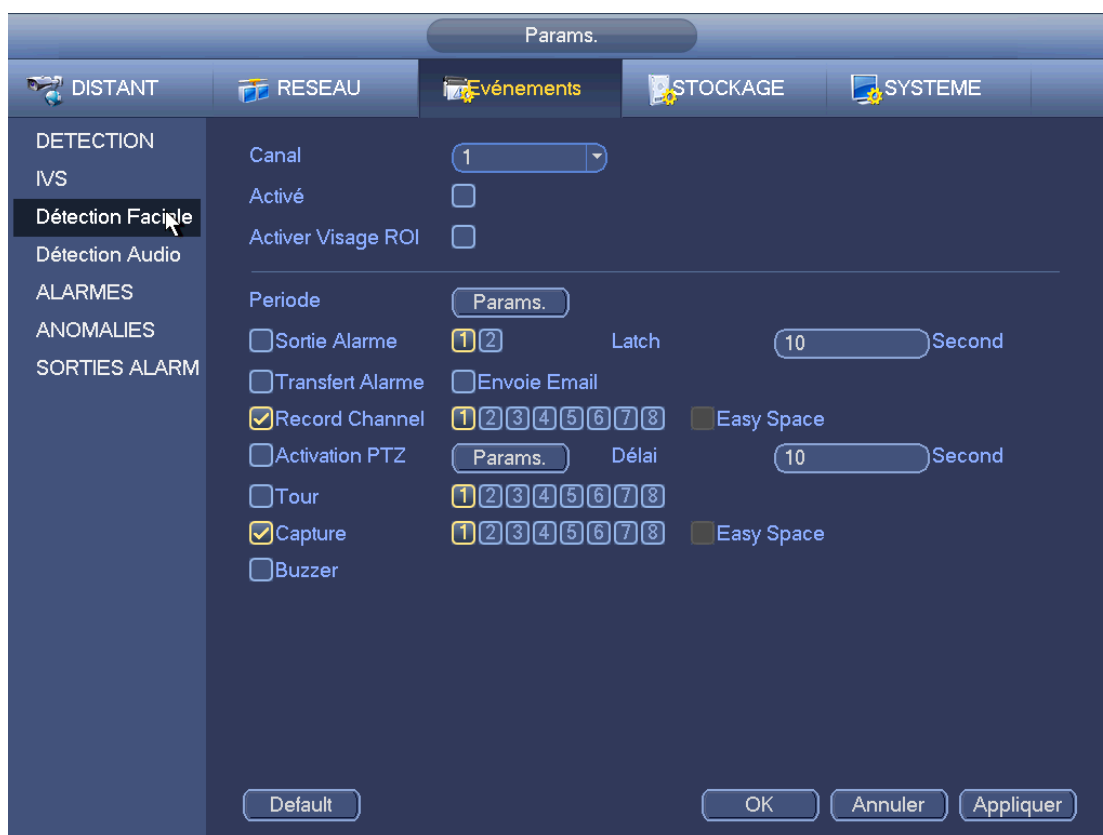 Params.
DISTANT RESEAU Evénements STOCKAGE SYSTEME
DETECTION
IVS
Détection Faciale
Détection Audio
ALARMES
ANOMALIES
SORTIES ALARM
Canal 1
Activé
Activer Visage ROI
Periode Params.
Sortie Alarme 1 2 Latch 10 Second
Transfert Alarme Envoie Email
Record Channel 1 2 3 4 5 6 7 8 Easy Space
Activation PTZ Params. Délai 10 Second
Tour 1 2 3 4 5 6 7 8
Capture 1 2 3 4 5 6 7 8 Easy Space
Buzzer
Default OK Annuler Appliquer